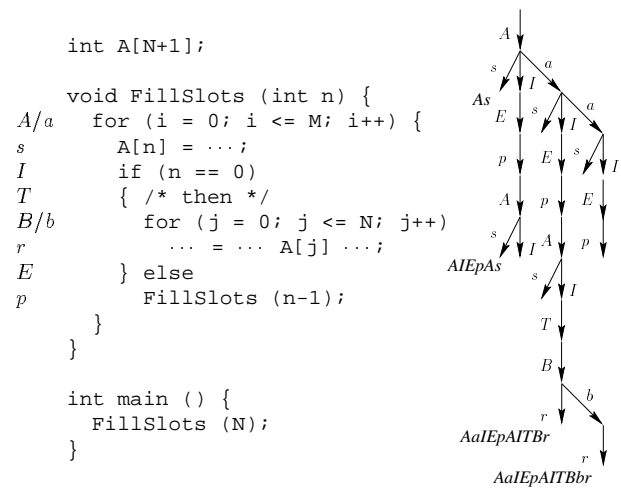 int A[N+1];
void FillSlots (int n) {
A/a for (i = 0; i <= M; i++) {
s A[n] = ···;
I if (n == 0)
T { /* then */
B/b for (j = 0; j <= N; j++)
r ··· = ··· A[j] ···;
E } else
p FillSlots (n-1);
}
}
int main () {
FillSlots (N);
}
A
s I a
As
E s I a
p E s I
A p E
s I A p
AIEpAs
s I
T
B
r b
AaIEpAITBr
r
AaIEpAITBbr